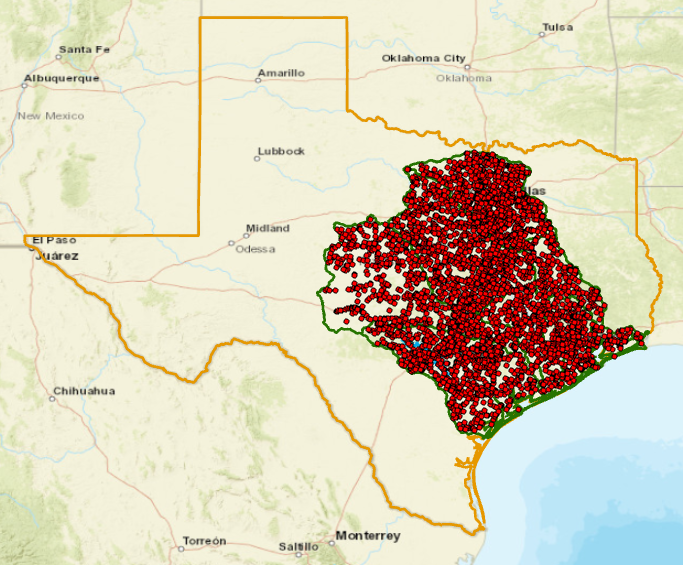 Tulsa
Santa Fe
Oklahoma City
Amarillo
Albuquerque
Oklahoma
New Mexico
Lubbock
las
Midland
El Paso
Odessa
Juárez
Chihuahua
Monterrey
Torreón
Saltillo